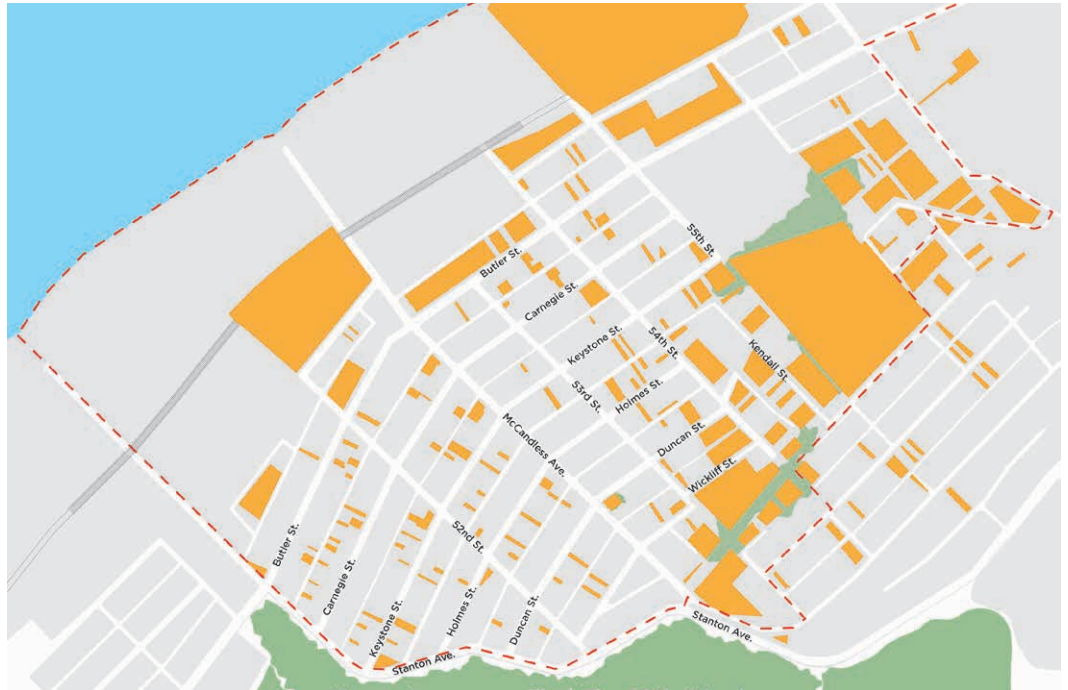 Butler St.
Carnegie St.
55th St.
Keystone St.
54th St.
Kendall St.
53rd St.
Holmes St.
McCandless Ave.
Duncan St.
Wickliff St.
Butler St.
Carnegie St.
52nd St.
Keystone St.
Holmes St.
Duncan St.
Stanton Ave.
Stanton Ave.